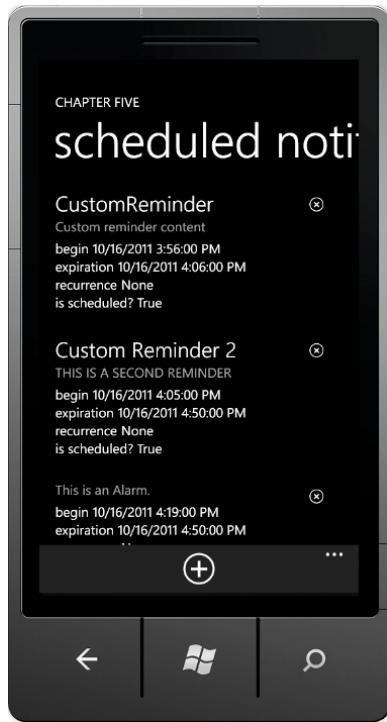 CHAPTER FIVE
scheduled noti
CustomReminder
Custom reminder content
begin 10/16/2011 3:56:00 PM
expiration 10/16/2011 4:06:00 PM
recurrence None
is scheduled? True
Custom Reminder 2
THIS IS A SECOND REMINDER
begin 10/16/2011 4:05:00 PM
expiration 10/16/2011 4:50:00 PM
recurrence None
is scheduled? True
This is an Alarm.
begin 10/16/2011 4:19:00 PM
expiration 10/16/2011 4:50:00 PM